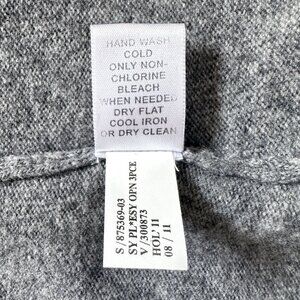 HAND WASH
COLD
ONLY NON-
CHLORINE
BLEACH
WHEN NEEDED
DRY FLAT
COOL IRON
OR DRY CLEAN
S / 875369-03
SY PL*ESY OPN 3PCE
V / 300873
HOL' 11
08 / 11